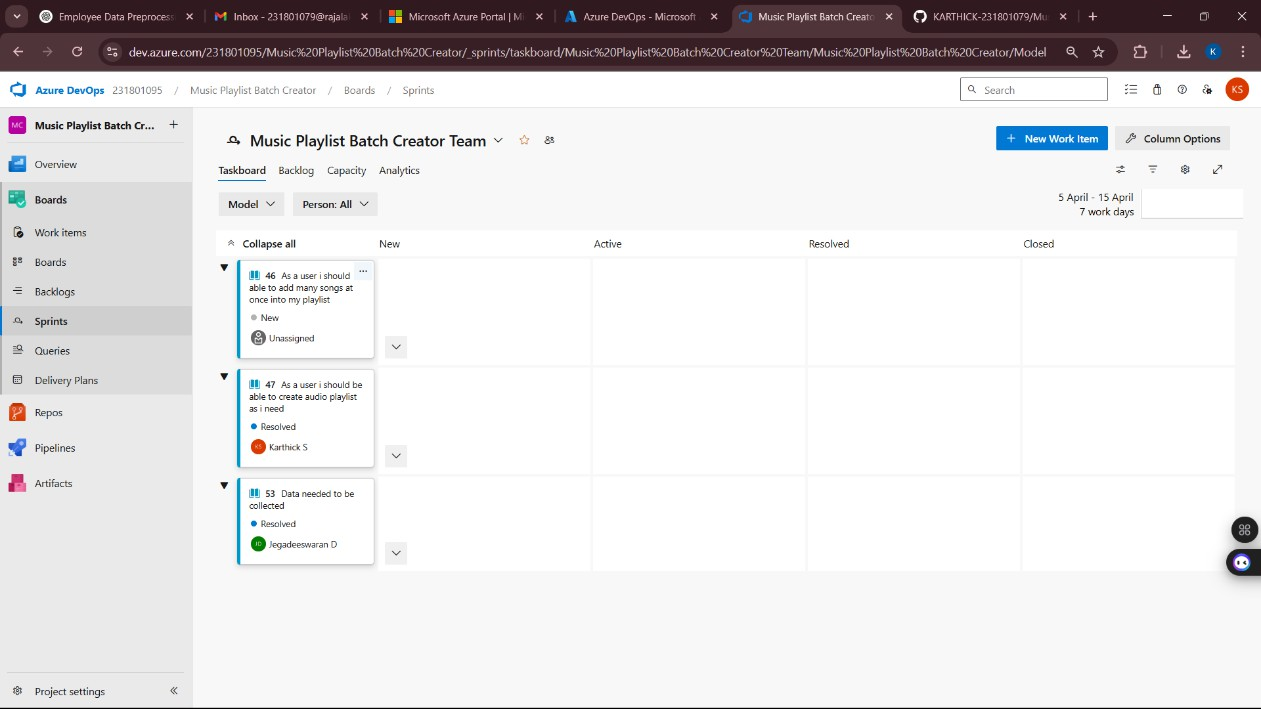 Employee Data Preprocess
Inbox - 231801079@rajala
Microsoft Azure Portal | M
Azure DevOps - Microsoft
Music Playlist Batch Creato
KARTHICK-231801079/Mu
dev.azure.com/231801095/Music%20Playlist%20Batch%20Creator/_sprints/taskboard/Music%20Playlist%20Batch%20Creator%20Team/Music%20Playlist%20Batch%20Creator/Model
K
Azure DevOps 231801095 / Music Playlist Batch Creator / Boards / Sprints
Search
KS
MC Music Playlist Batch Cr... +
Overview
Boards
Work items
Boards
Backlogs
Sprints
Queries
Delivery Plans
Repos
Pipelines
Artifacts
Project settings
Music Playlist Batch Creator Team
+ New Work Item
Column Options
Taskboard Backlog Capacity Analytics
Model
Person: All
5 April - 15 April
7 work days
Collapse all New Active Resolved Closed
46 As a user i should
able to add many songs at
once into my playlist
New
Unassigned
47 As a user i should be
able to create audio playlist
as i need
Resolved
KS Karthick S
53 Data needed to be
collected
Resolved
JD Jegadeeswaran D